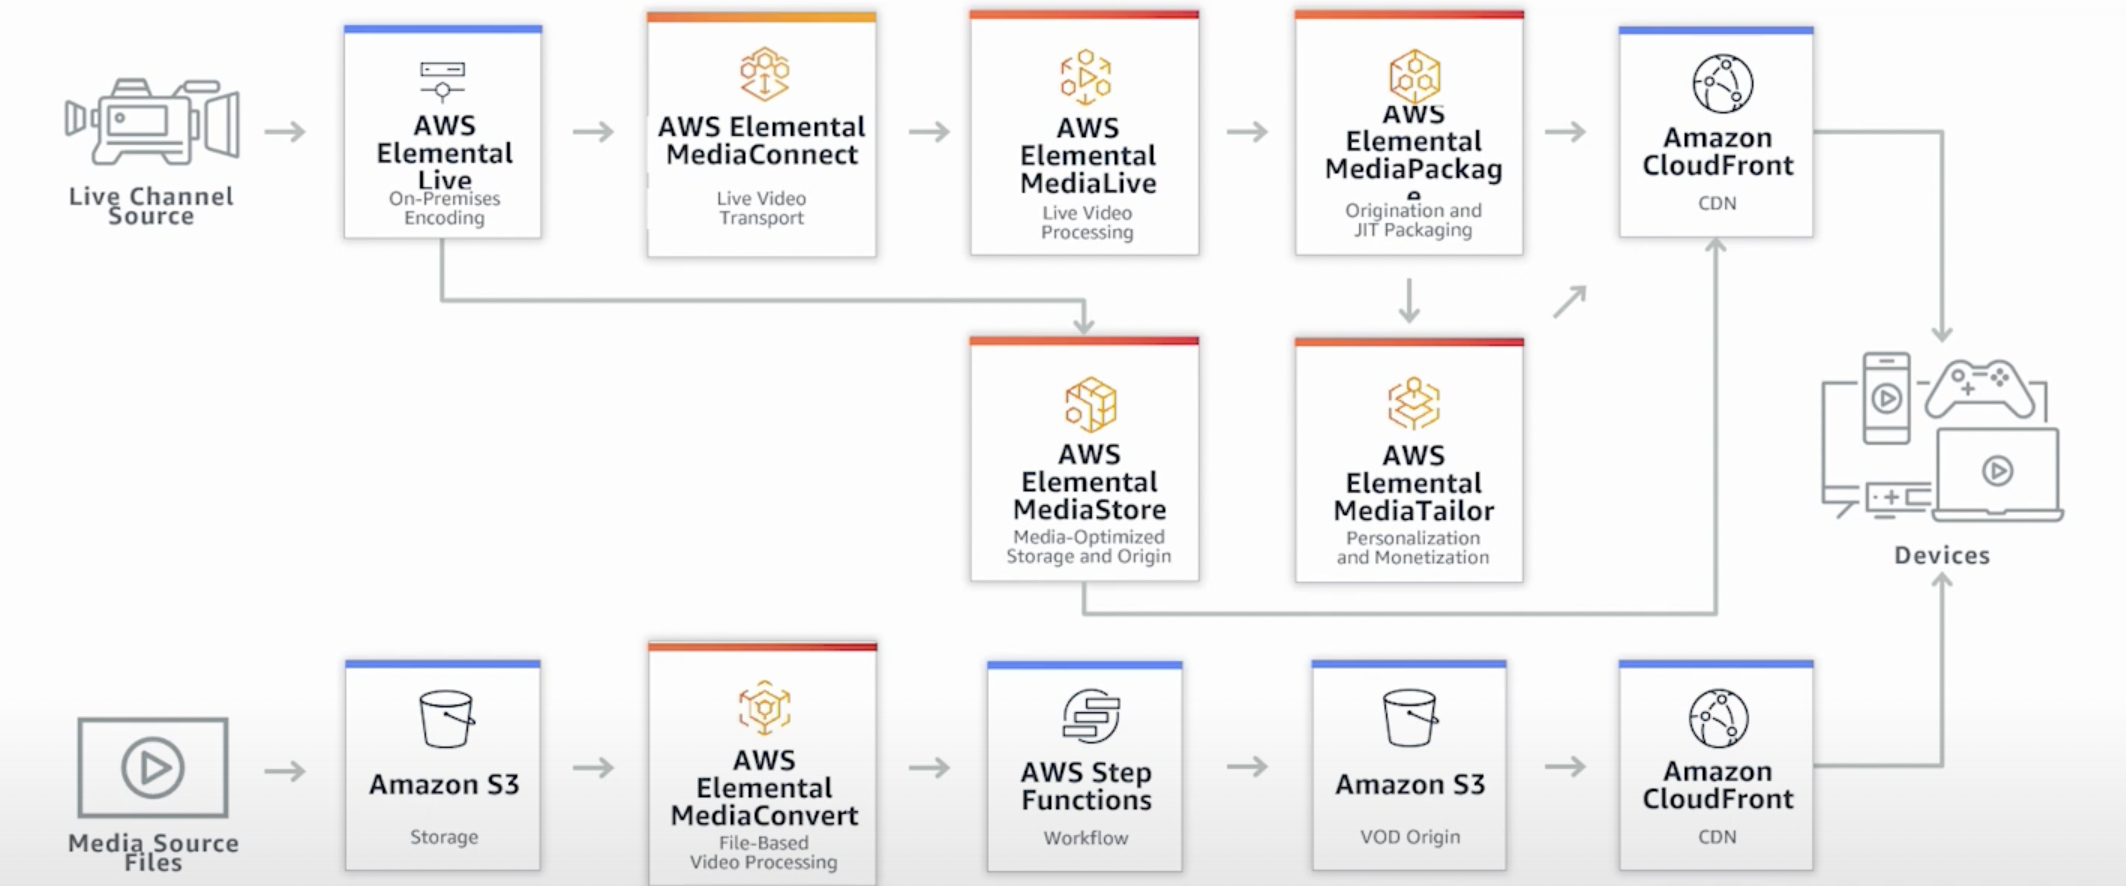 Live Channel
Source
AWS
Elemental
Live
On-Premises
Encoding
AWS Elemental
MediaConnect
Live Video
Transport
AWS
Elemental
MediaLive
Live Video
Processing
AWS
Elemental
MediaPackag
e
Origination and
JIT Packaging
Amazon
CloudFront
CDN
AWS
Elemental
MediaStore
Media-Optimized
Storage and Origin
AWS
Elemental
MediaTailor
Personalization
and Monetization
Devices
Media Source
Files
Amazon S3
Storage
AWS
Elemental
MediaConvert
File-Based
Video Processing
AWS Step
Functions
Workflow
Amazon S3
VOD Origin
Amazon
CloudFront
CDN